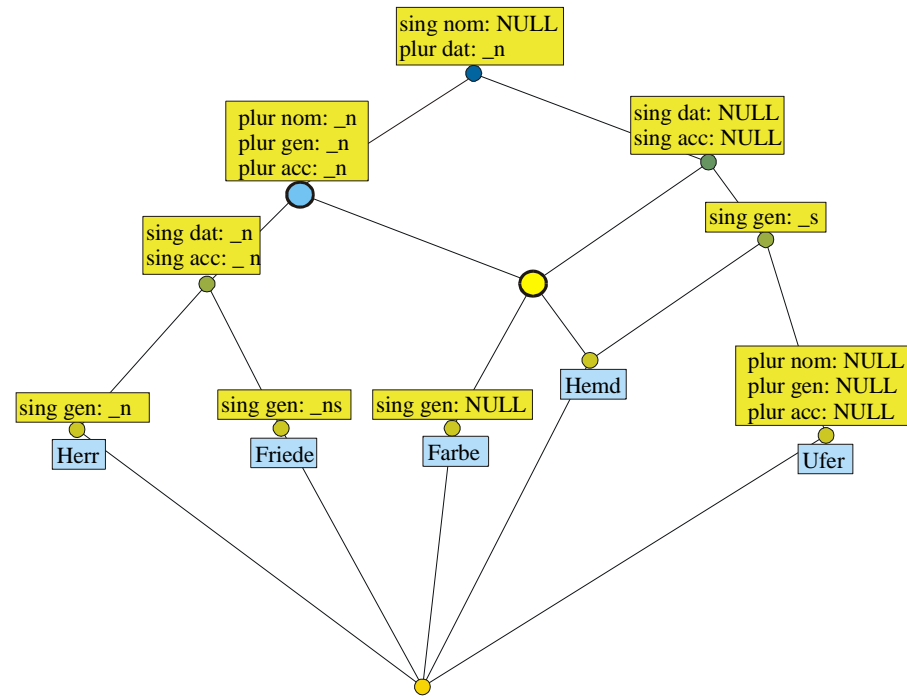 sing nom: NULL
plur dat: _n
plur nom: _n
plur gen: _n
plur acc: _n
sing dat: NULL
sing acc: NULL
sing gen: _s
sing dat: _n
sing acc: _ n
plur nom: NULL
plur gen: NULL
plur acc: NULL
Hemd
sing gen: _n
sing gen: _ns
sing gen: NULL
Herr
Friede
Farbe
Ufer